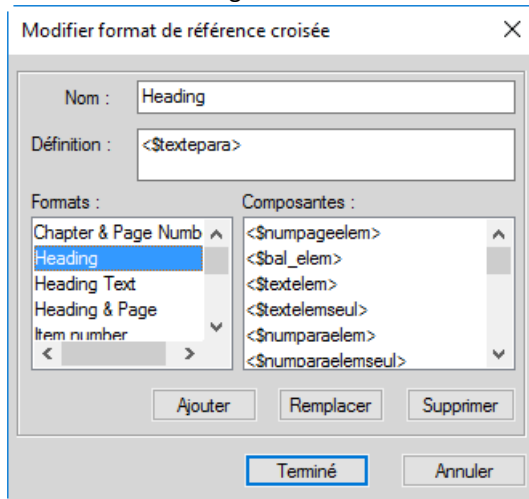 Modifier format de référence croisée
Nom : Heading
Définition : <$textepara>
Formats : Composantes :
Chapter & Page Numb <$numpageelem>
Heading <$bal_elem>
Heading Text <$textelem>
Heading & Page <$textelemseul>
Item number <$numparaelem>
<$numparaelemseul>
Ajouter Remplacer Supprimer
Terminé Annuler